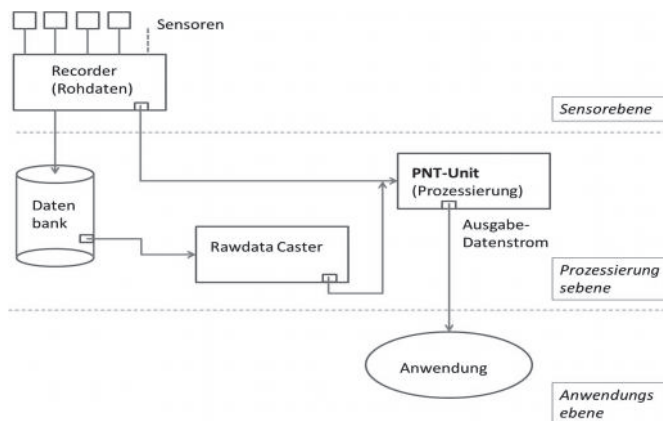 Sensoren
Recorder
(Rohdaten)
Sensorebene
PNT-Unit
(Prozessierung)
Daten
bank
Ausgabe-
Datenstrom
Rawdata Caster
Prozessierung
sebene
Anwendung
Anwendungs
ebene